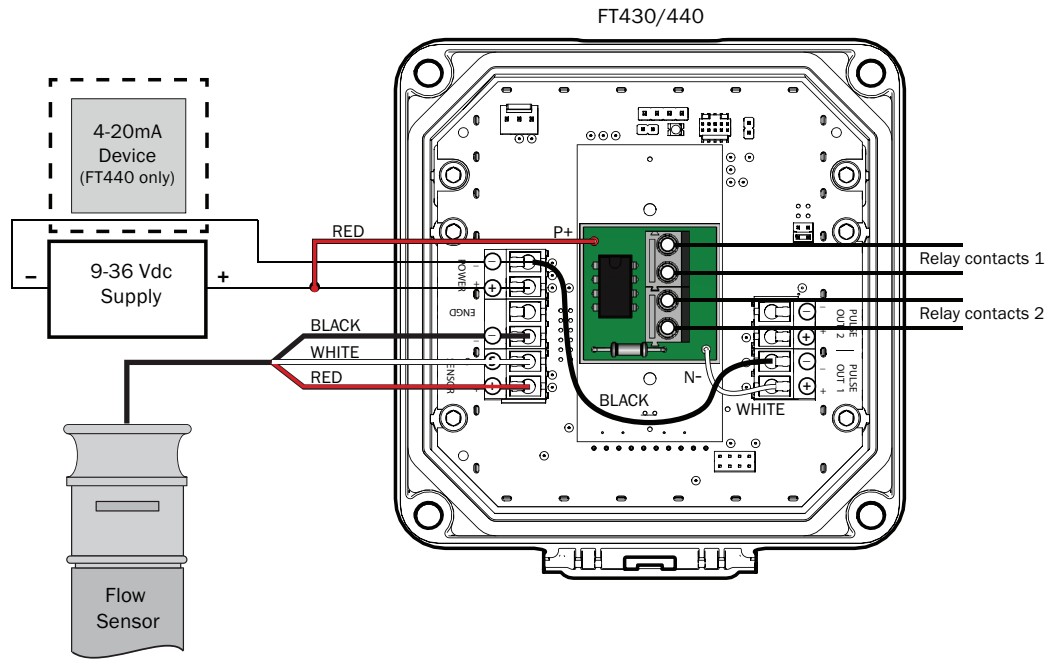 FT430/440
4-20mA
Device
(FT440 only)
RED
P+
Relay contacts 1
−
9-36 Vdc
Supply
+
− POWER +
ENGD
Relay contacts 2
PULSE
OUT 2
PULSE
OUT 1
BLACK
WHITE
RED
SENSOR
N-
BLACK
WHITE
Flow
Sensor